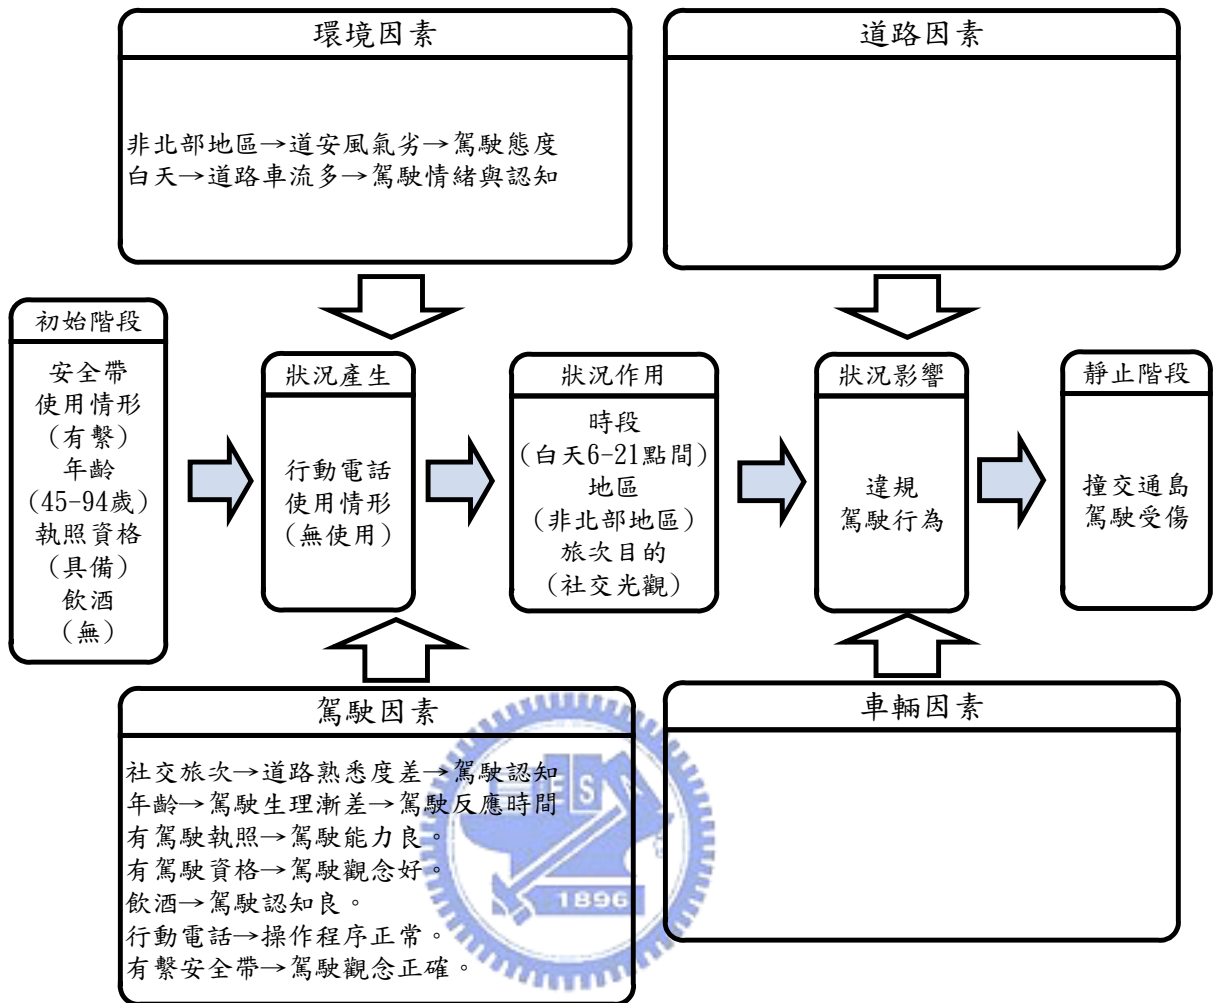 環境因素
非北部地區→道安風氣劣→駕駛態度
白天→道路車流多→駕駛情緒與認知
道路因素
初始階段
安全帶
使用情形
(有繫)
年齡
(45-94歲)
執照資格
(具備)
飲酒
(無)
狀況產生
行動電話
使用情形
(無使用)
狀況作用
時段
(白天6-21點間)
地區
(非北部地區)
旅次目的
(社交光觀)
狀況影響
違規
駕駛行為
靜止階段
撞交通島
駕駛受傷
駕駛因素
社交旅次→道路熟悉度差→駕駛認知
年齡→駕駛生理漸差→駕駛反應時間
有駕駛執照→駕駛能力良。
有駕駛資格→駕駛觀念好。
飲酒→駕駛認知良。
行動電話→操作程序正常。
有繫安全帶→駕駛觀念正確。
車輛因素
ES
1896